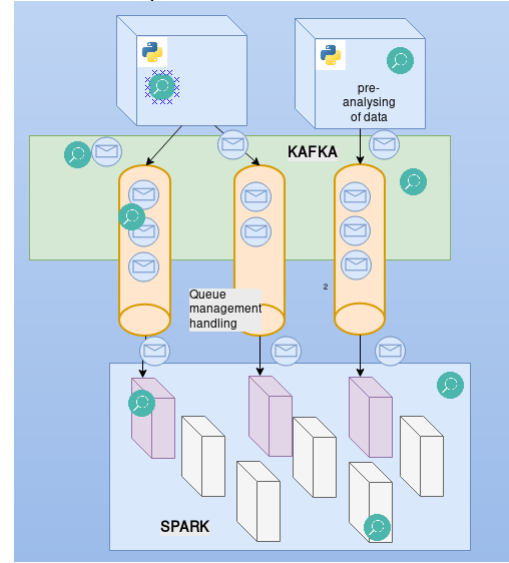 pre-
analysing
of data
KAFKA
2
Queue
management
handling
SPARK